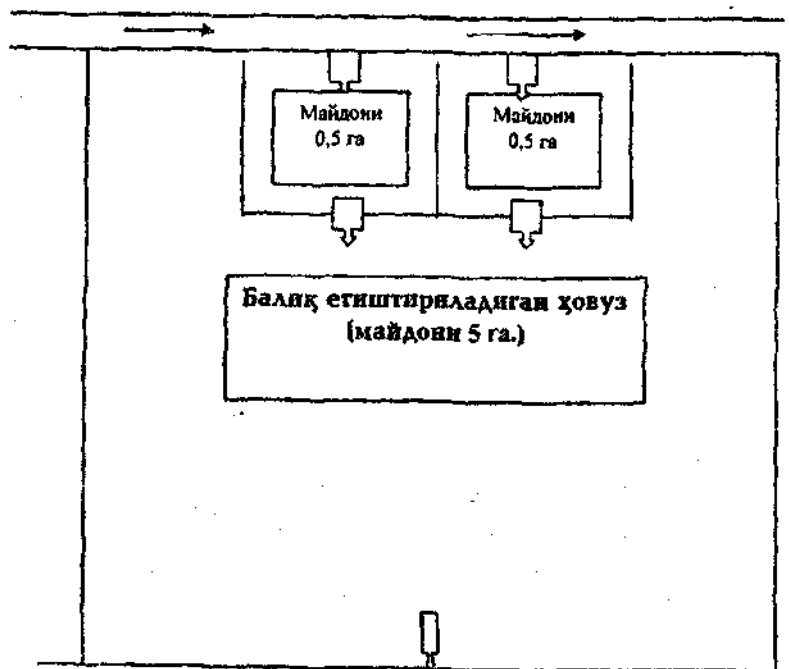 Майдони
0,5 га
Майдони
0,5 га
Балиқ етиштириладиган ҳовуз
(майдони 5 га.)